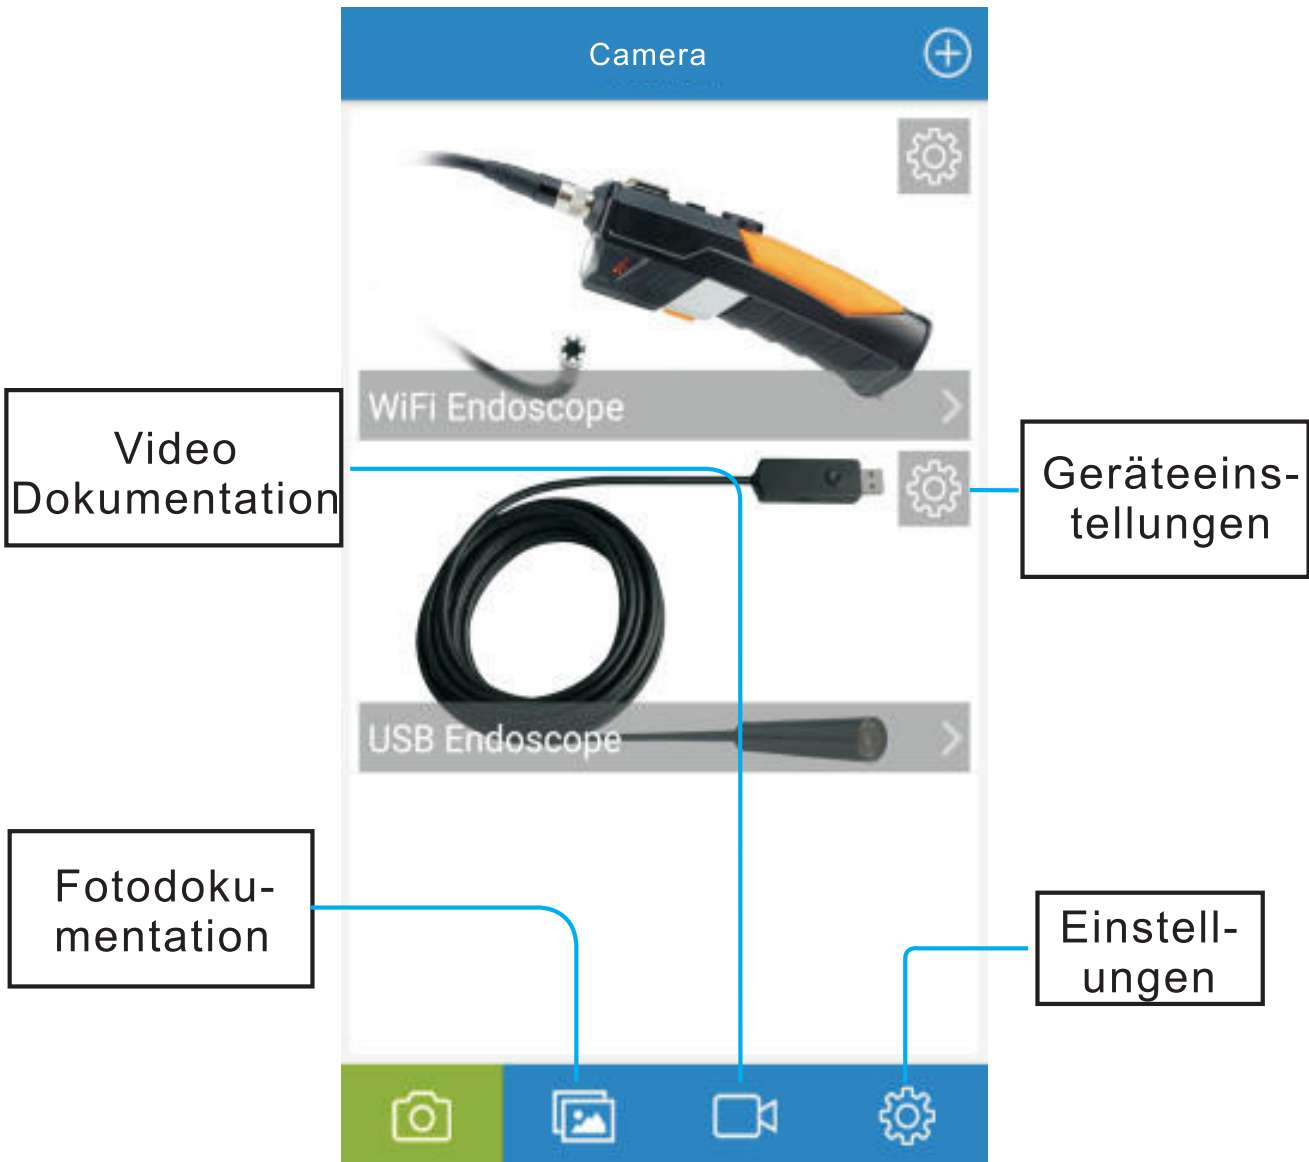 Camera
WiFi Endoscope
Video
Dokumentation
Geräteeins-
tellungen
USB Endoscope
Fotodoku-
mentation
Einstell-
ungen